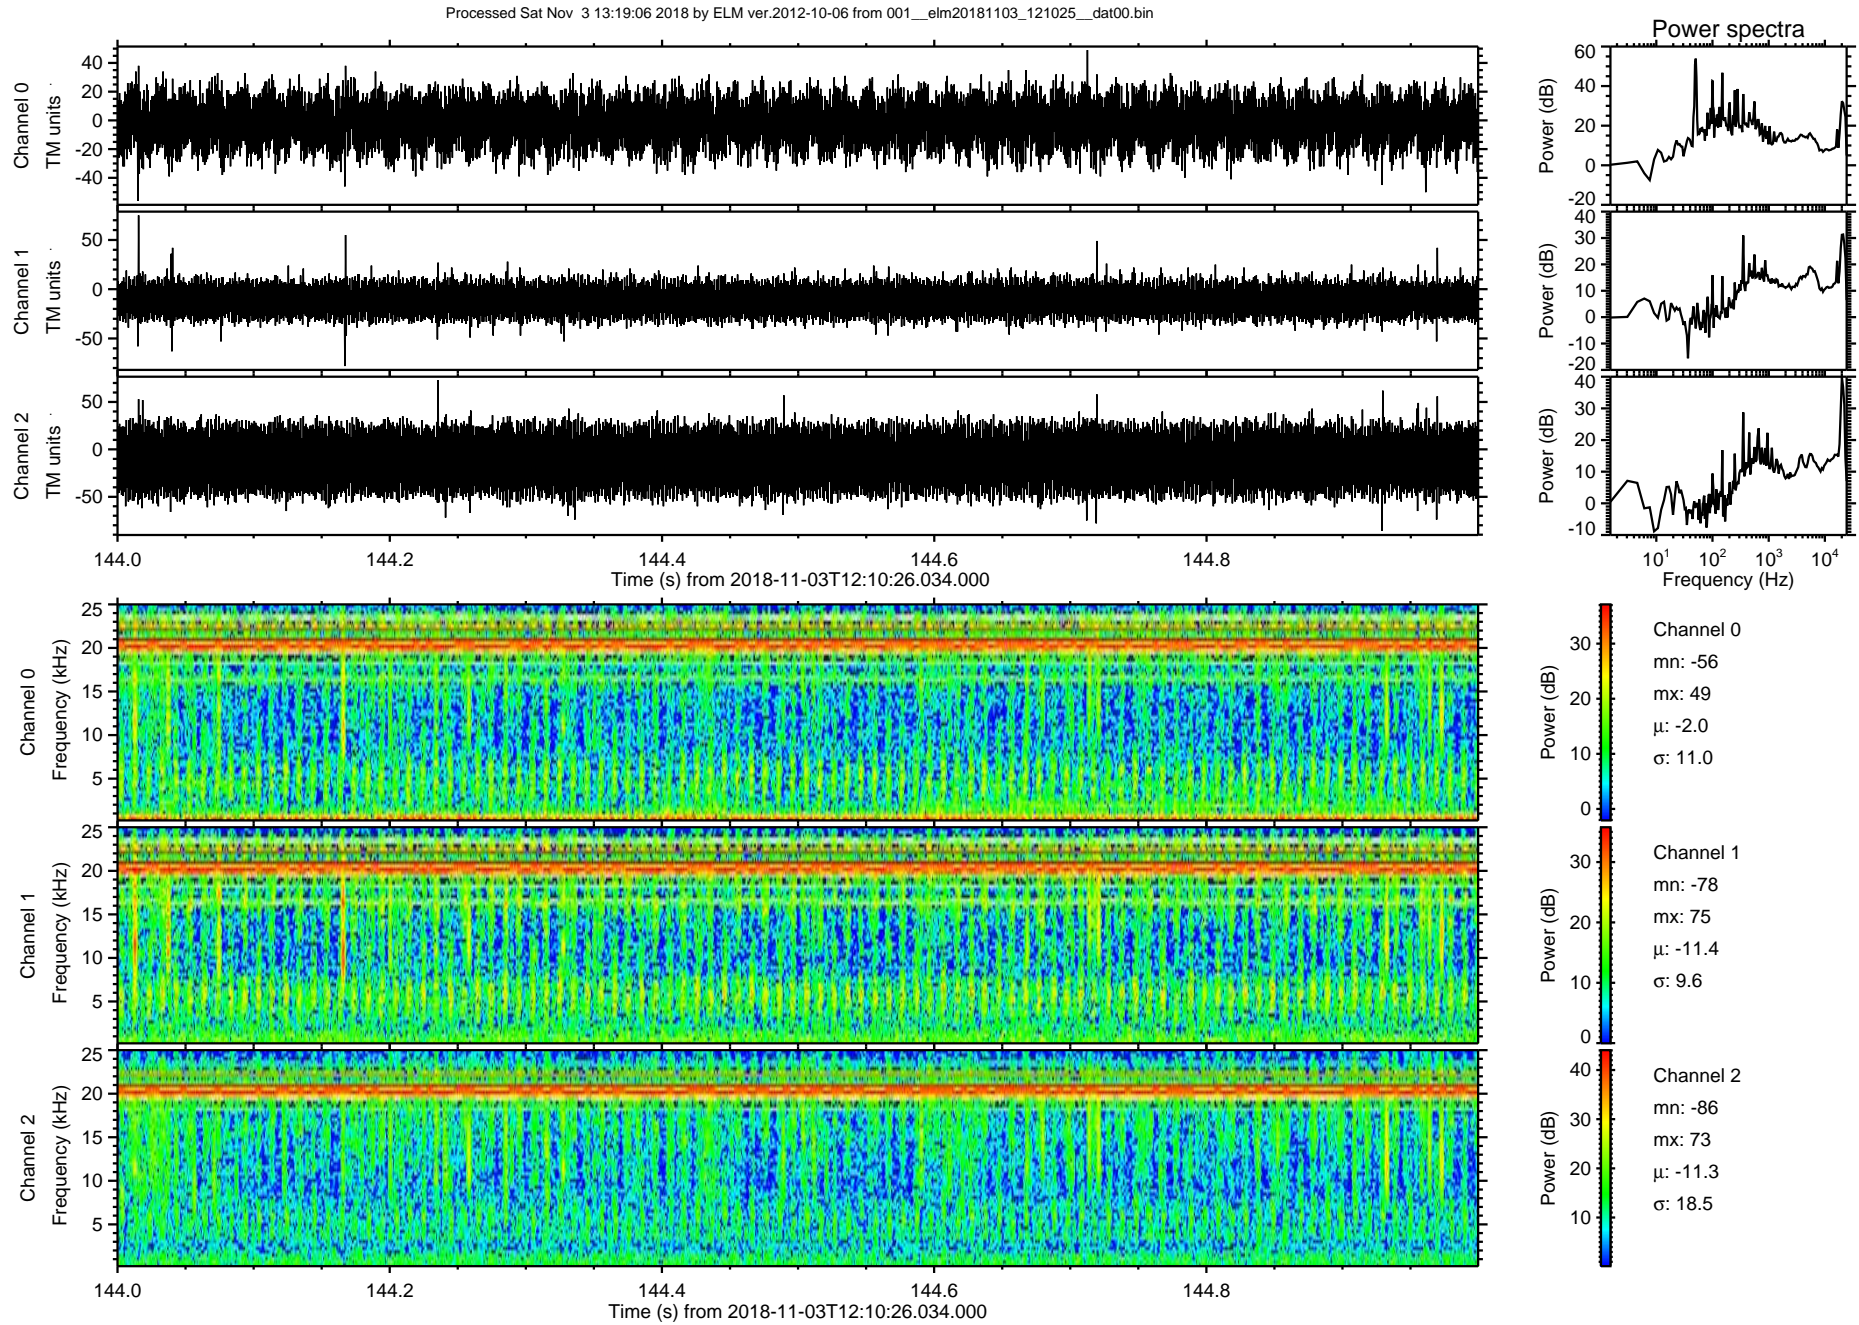 Processed Sat Nov  3 13:19:06 2018 by ELM ver.2012-10-06 from 001__elm20181103_121025__dat00.bin
Power spectra
Channel 0
TM units
40
20
0
-20
-40
Power (dB)
60
40
20
0
-20
Channel 1
TM units
50
0
-50
Power (dB)
40
30
20
10
0
-10
-20
Channel 2
TM units
50
0
-50
Power (dB)
40
30
20
10
0
-10
144.0 144.2 144.4 144.6 144.8
Time (s) from 2018-11-03T12:10:26.034.000
10^1 10^2 10^3 10^4
Frequency (Hz)
Channel 0
Frequency (kHz)
25
20
15
10
5
Power (dB)
30
20
10
0
Channel 0
mn: -56
mx: 49
μ: -2.0
σ: 11.0
Channel 1
Frequency (kHz)
25
20
15
10
5
Power (dB)
30
20
10
0
Channel 1
mn: -78
mx: 75
μ: -11.4
σ: 9.6
Channel 2
Frequency (kHz)
25
20
15
10
5
Power (dB)
40
30
20
10
Channel 2
mn: -86
mx: 73
μ: -11.3
σ: 18.5
144.0 144.2 144.4 144.6 144.8
Time (s) from 2018-11-03T12:10:26.034.000